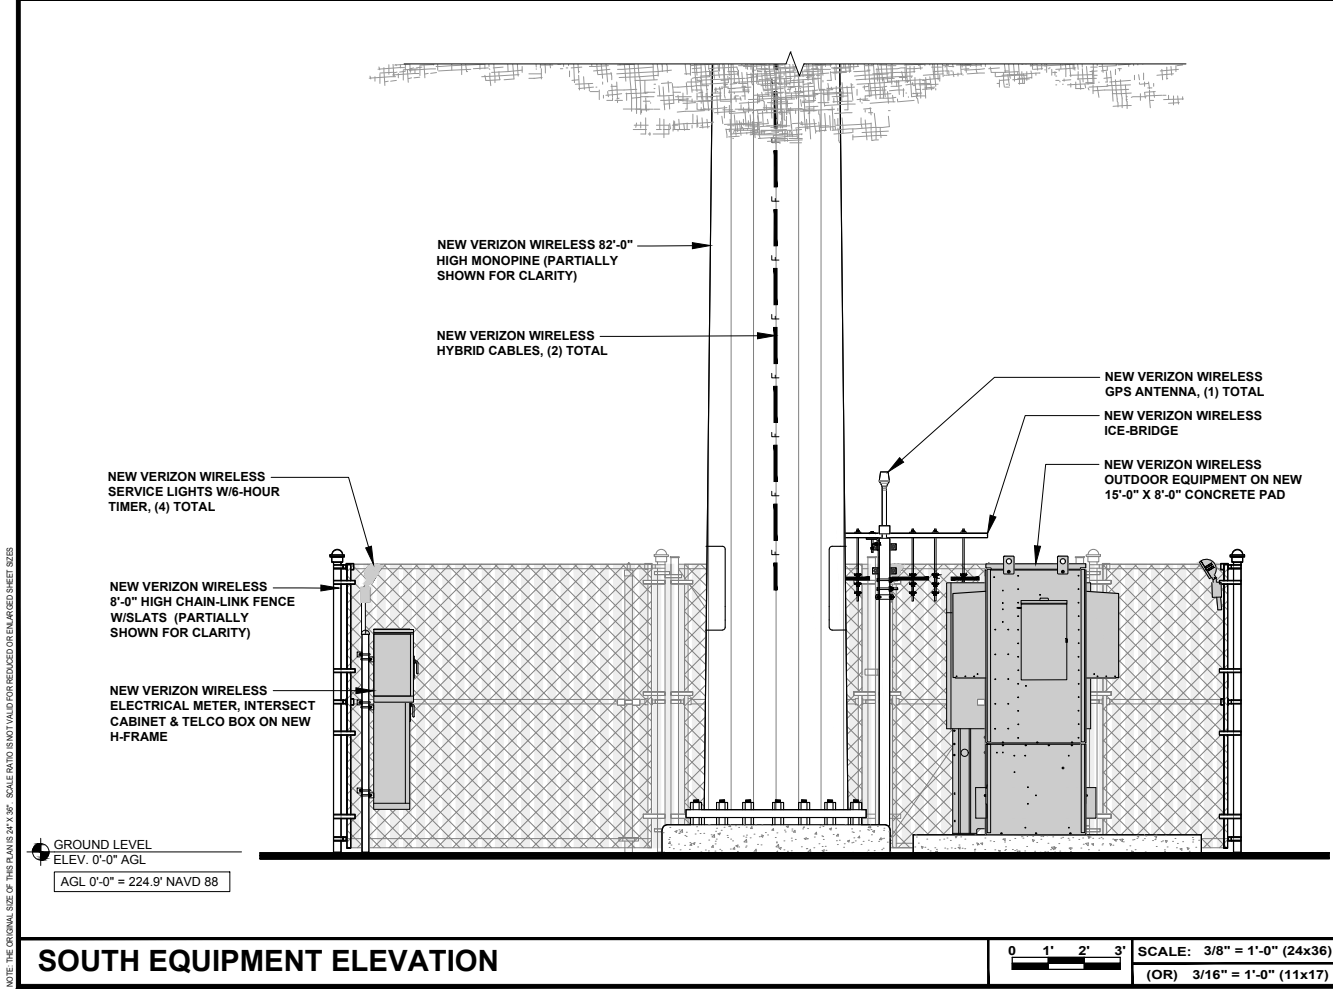 NEW VERIZON WIRELESS 82'-0"
HIGH MONOPINE (PARTIALLY
SHOWN FOR CLARITY)
NEW VERIZON WIRELESS
HYBRID CABLES, (2) TOTAL
NEW VERIZON WIRELESS
GPS ANTENNA, (1) TOTAL
NEW VERIZON WIRELESS
ICE-BRIDGE
NEW VERIZON WIRELESS
OUTDOOR EQUIPMENT ON NEW
15'-0" X 8'-0" CONCRETE PAD
NEW VERIZON WIRELESS
SERVICE LIGHTS W/6-HOUR
TIMER, (4) TOTAL
NEW VERIZON WIRELESS
8'-0" HIGH CHAIN-LINK FENCE
W/SLATS (PARTIALLY
SHOWN FOR CLARITY)
NEW VERIZON WIRELESS
ELECTRICAL METER, INTERSECT
CABINET & TELCO BOX ON NEW
H-FRAME
GROUND LEVEL
ELEV. 0'-0" AGL
AGL 0'-0" = 224.9' NAVD 88
NOTE: THE ORIGINAL SIZE OF THIS PLAN IS 24" X 36". SCALE RATIO IS NOT VALID FOR REDUCED OR ENLARGED SHEET SIZES
SOUTH EQUIPMENT ELEVATION
0 1' 2' 3'
SCALE: 3/8" = 1'-0" (24x36)
(OR) 3/16" = 1'-0" (11x17)